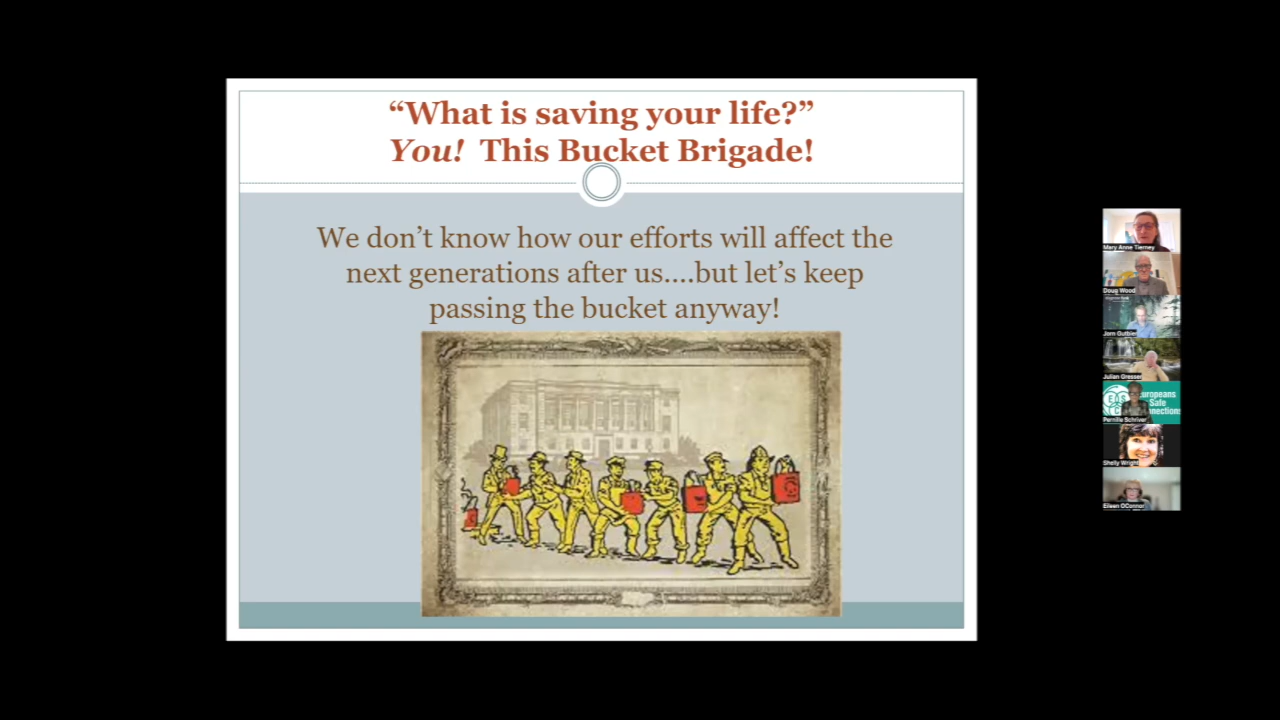 “What is saving your life?”
You! This Bucket Brigade!
We don’t know how our efforts will affect the
next generations after us....but let’s keep
passing the bucket anyway!
Mary Anne Tierney
Doug Wood
Julian Gresser
Europeans
Safe
Connections
Pernille Schriver
Shelly Wright
Eileen OConnor